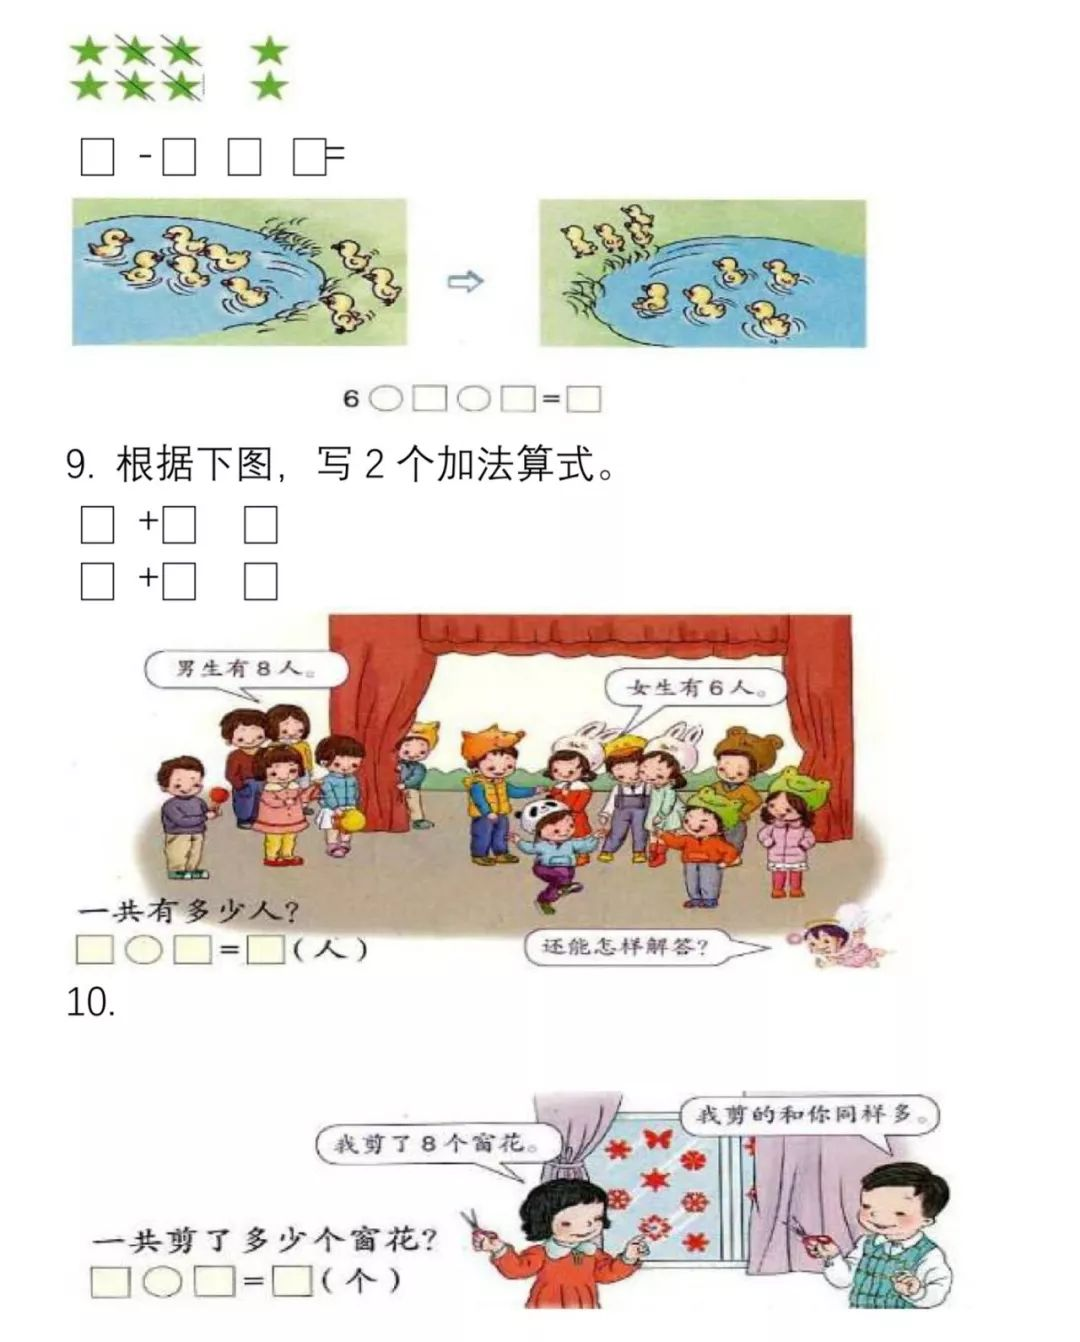 □ -□ □ □=
6○□○□=□
9. 根据下图，写2个加法算式。
□ +□ □
□ +□ □
男生有8人。
女生有6人。
一共有多少人？
□○□=□(人)
还能怎样解答？
10.
我剪了8个窗花。
我剪的和你同样多。
一共剪了多少个窗花？
□○□=□(个)